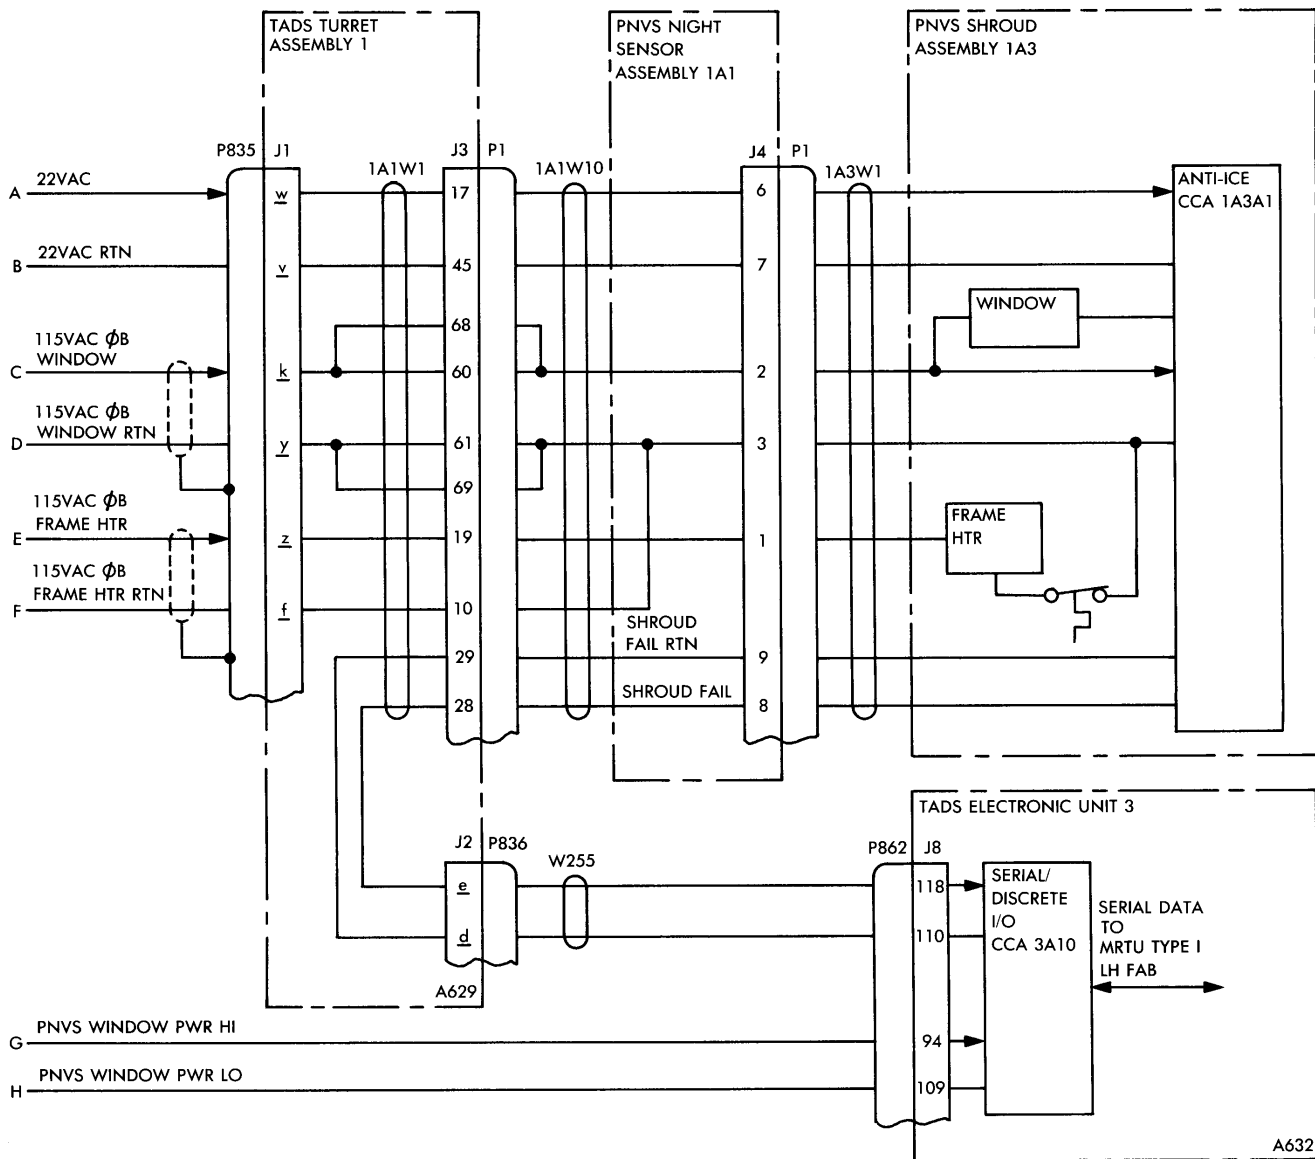 TADS TURRET
ASSEMBLY 1
PNVS NIGHT
SENSOR
ASSEMBLY 1A1
PNVS SHROUD
ASSEMBLY 1A3
P835
J1
1A1W1
J3
P1
1A1W10
J4
P1
1A3W1
A
22VAC
w
17
6
ANTI-ICE
CCA 1A3A1
B
22VAC RTN
v
45
7
WINDOW
68
115VAC ϕB
WINDOW
C
k
60
2
115VAC ϕB
WINDOW RTN
D
y
61
3
69
115VAC ϕB
FRAME HTR
E
z
19
1
FRAME
HTR
115VAC ϕB
FRAME HTR RTN
F
f
10
SHROUD
FAIL RTN
29
9
SHROUD FAIL
28
8
TADS ELECTRONIC UNIT 3
J2
P836
W255
P862
J8
e
118
SERIAL/
DISCRETE
I/O
CCA 3A10
d
110
SERIAL DATA
TO
MRTU TYPE I
LH FAB
A629
G
PNVS WINDOW PWR HI
94
H
PNVS WINDOW PWR LO
109
A632